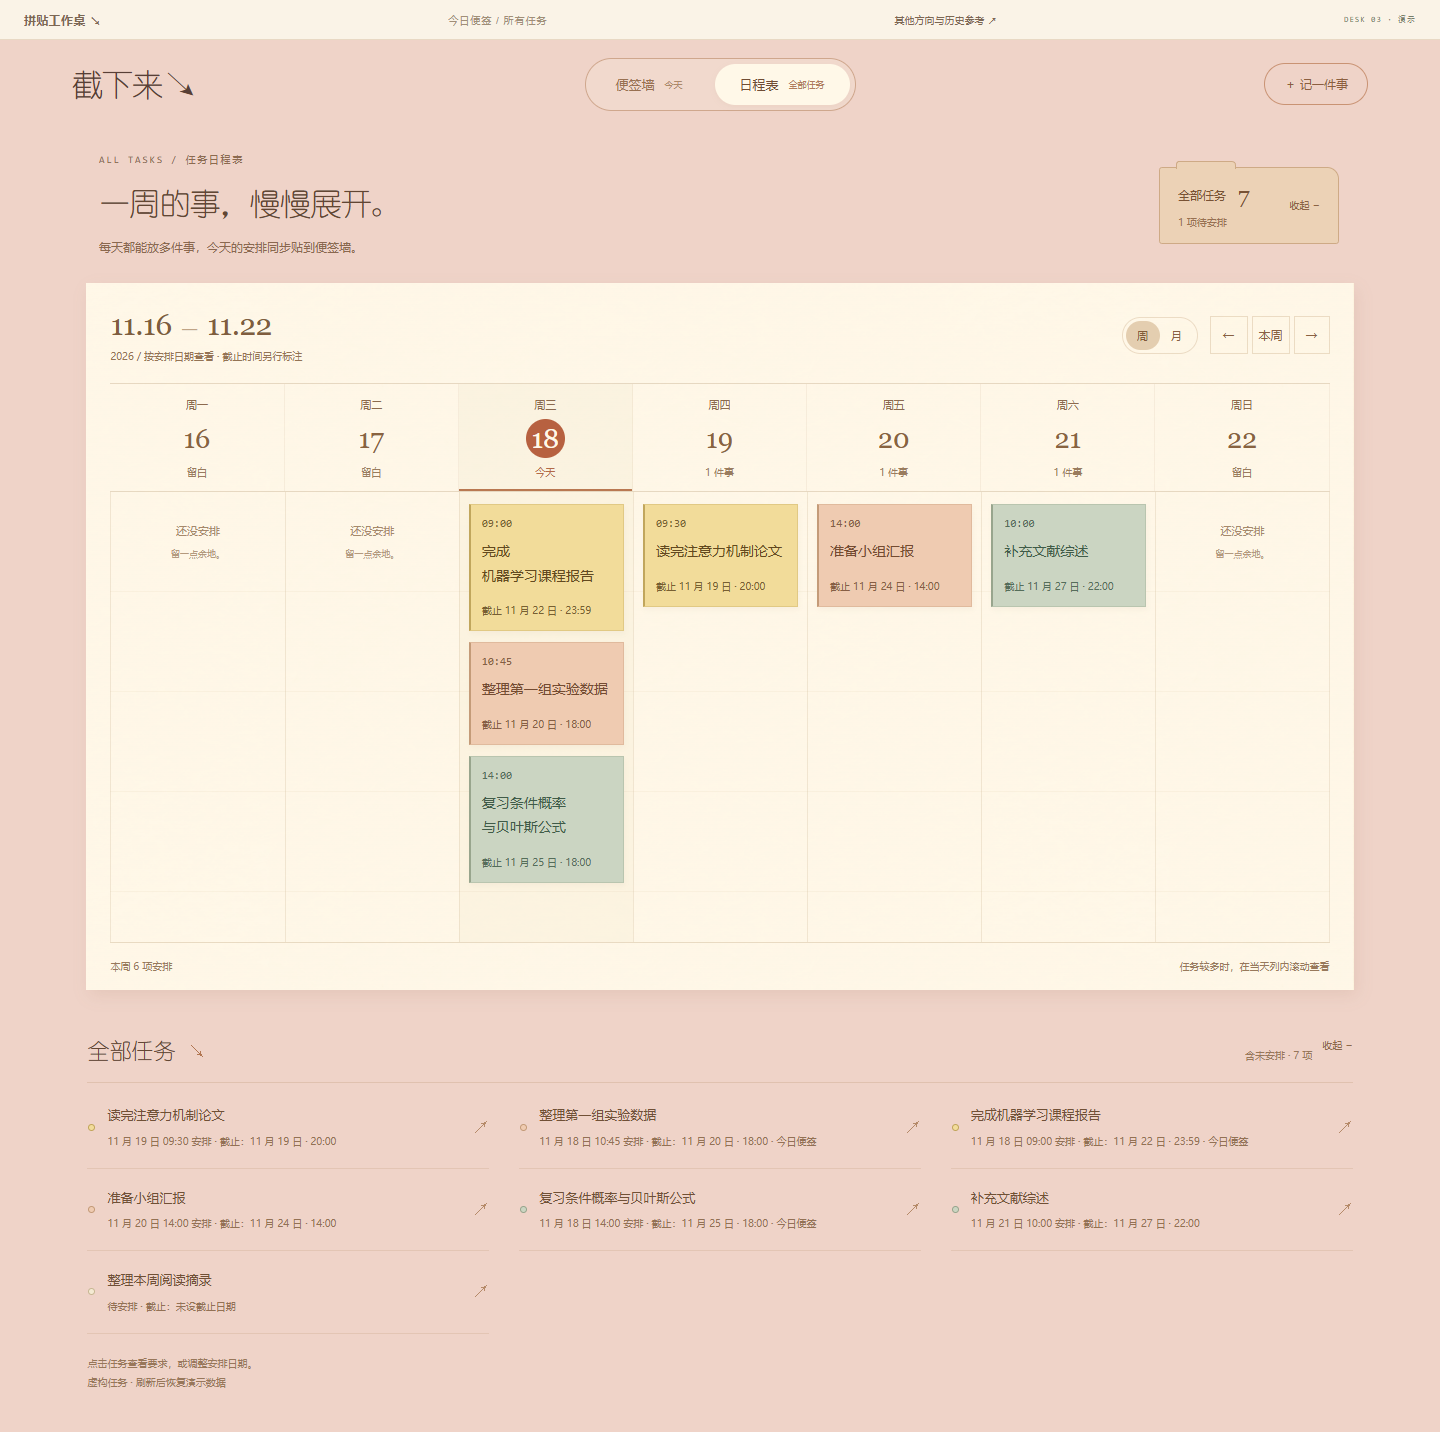 拼贴工作桌 ↘
今日便签 / 所有任务
其他方向与历史参考 ↗
DESK 03 · 演示
截下来↘
便签墙 今天
日程表 全部任务
+ 记一件事
ALL TASKS / 任务日程表
一周的事，慢慢展开。
每天都能放多件事，今天的安排同步贴到便签墙。
全部任务 7
1 项待安排
收起 −
11.16 — 11.22
2026 / 按安排日期查看 · 截止时间另行标注
周 月
← 本周 →
周一
16
留白
周二
17
留白
周三
18
今天
周四
19
1 件事
周五
20
1 件事
周六
21
1 件事
周日
22
留白
还没安排
留一点余地。
还没安排
留一点余地。
09:00
完成
机器学习课程报告
截止 11 月 22 日 · 23:59
10:45
整理第一组实验数据
截止 11 月 20 日 · 18:00
14:00
复习条件概率
与贝叶斯公式
截止 11 月 25 日 · 18:00
09:30
读完注意力机制论文
截止 11 月 19 日 · 20:00
14:00
准备小组汇报
截止 11 月 24 日 · 14:00
10:00
补充文献综述
截止 11 月 27 日 · 22:00
还没安排
留一点余地。
本周 6 项安排
任务较多时，在当天列内滚动查看
全部任务 ↘
含未安排 · 7 项
收起 −
读完注意力机制论文
11 月 19 日 09:30 安排 · 截止：11 月 19 日 · 20:00
整理第一组实验数据
11 月 18 日 10:45 安排 · 截止：11 月 20 日 · 18:00 · 今日便签
完成机器学习课程报告
11 月 18 日 09:00 安排 · 截止：11 月 22 日 · 23:59 · 今日便签
准备小组汇报
11 月 20 日 14:00 安排 · 截止：11 月 24 日 · 14:00
复习条件概率与贝叶斯公式
11 月 18 日 14:00 安排 · 截止：11 月 25 日 · 18:00 · 今日便签
补充文献综述
11 月 21 日 10:00 安排 · 截止：11 月 27 日 · 22:00
整理本周阅读摘录
待安排 · 截止：未设截止日期
点击任务查看要求，或调整安排日期。
虚构任务 · 刷新后恢复演示数据